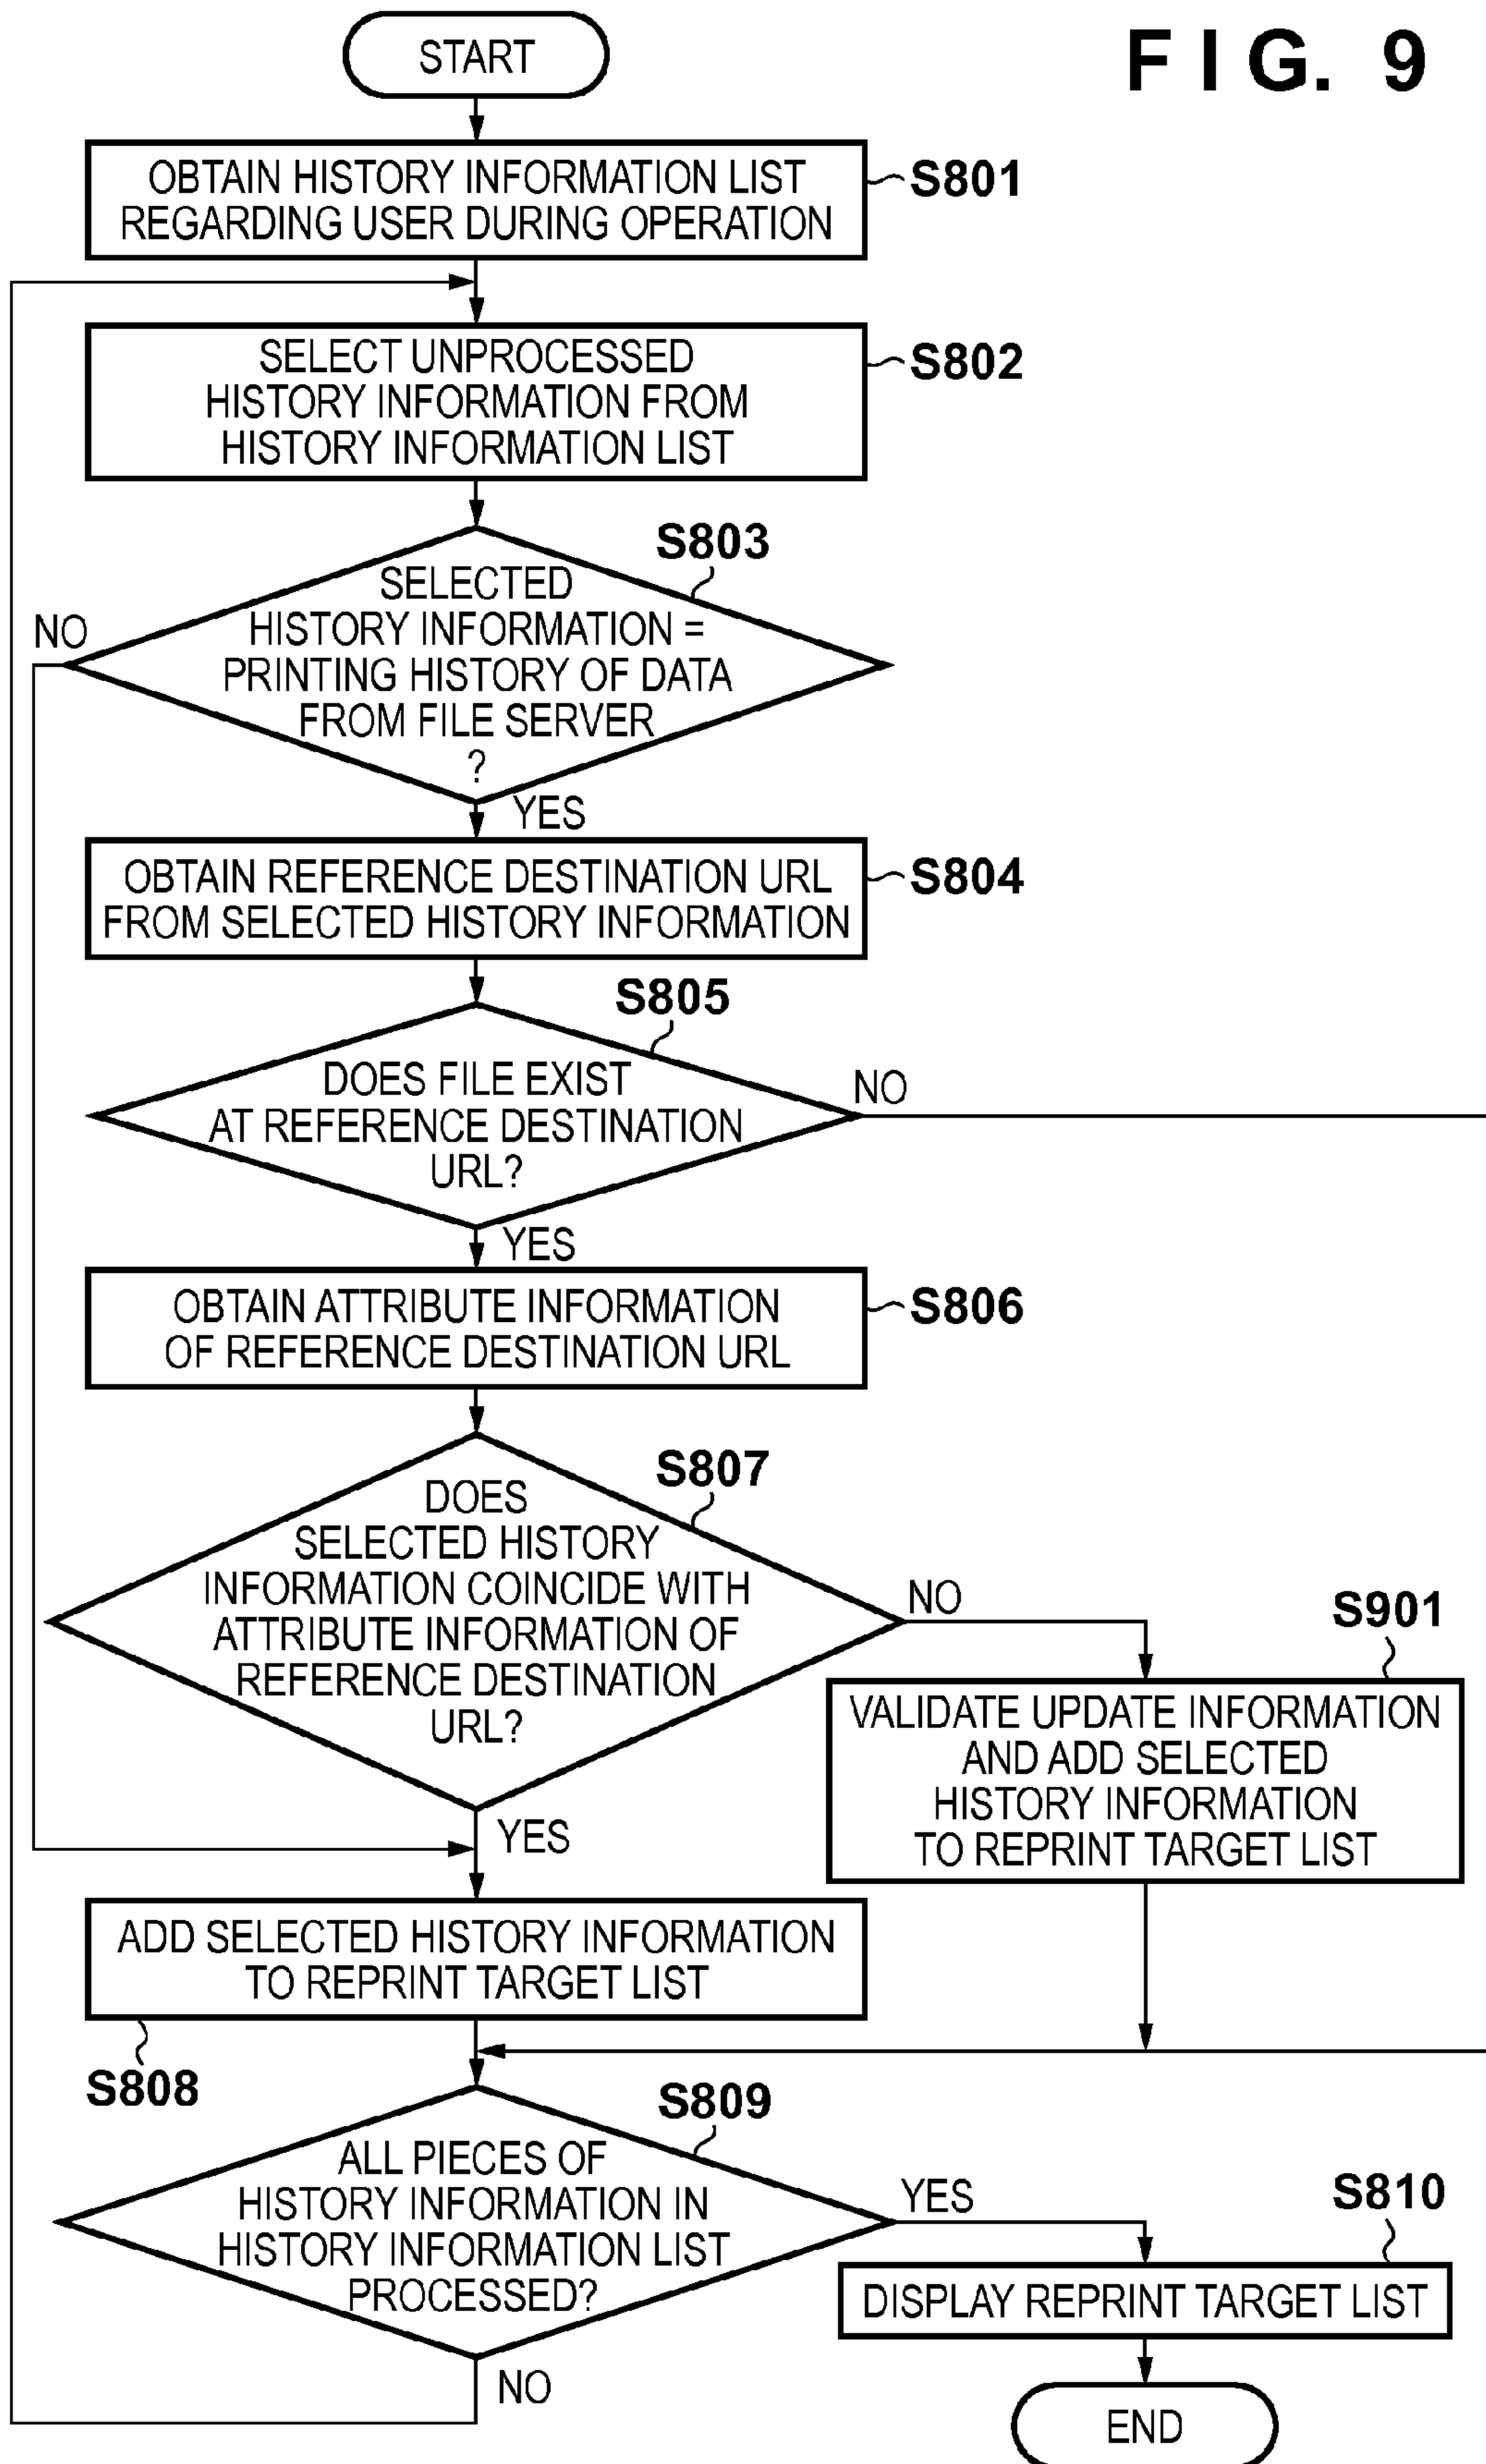 FIG. 9
START
OBTAIN HISTORY INFORMATION LIST
REGARDING USER DURING OPERATION
S801
SELECT UNPROCESSED
HISTORY INFORMATION FROM
HISTORY INFORMATION LIST
S802
S803
SELECTED
HISTORY INFORMATION =
PRINTING HISTORY OF DATA
FROM FILE SERVER
?
NO
YES
OBTAIN REFERENCE DESTINATION URL
FROM SELECTED HISTORY INFORMATION
S804
S805
DOES FILE EXIST
AT REFERENCE DESTINATION
URL?
NO
YES
OBTAIN ATTRIBUTE INFORMATION
OF REFERENCE DESTINATION URL
S806
S807
DOES
SELECTED HISTORY
INFORMATION COINCIDE WITH
ATTRIBUTE INFORMATION OF
REFERENCE DESTINATION
URL?
NO
YES
S901
VALIDATE UPDATE INFORMATION
AND ADD SELECTED
HISTORY INFORMATION
TO REPRINT TARGET LIST
ADD SELECTED HISTORY INFORMATION
TO REPRINT TARGET LIST
S808
S809
ALL PIECES OF
HISTORY INFORMATION IN
HISTORY INFORMATION LIST
PROCESSED?
YES
NO
S810
DISPLAY REPRINT TARGET LIST
END